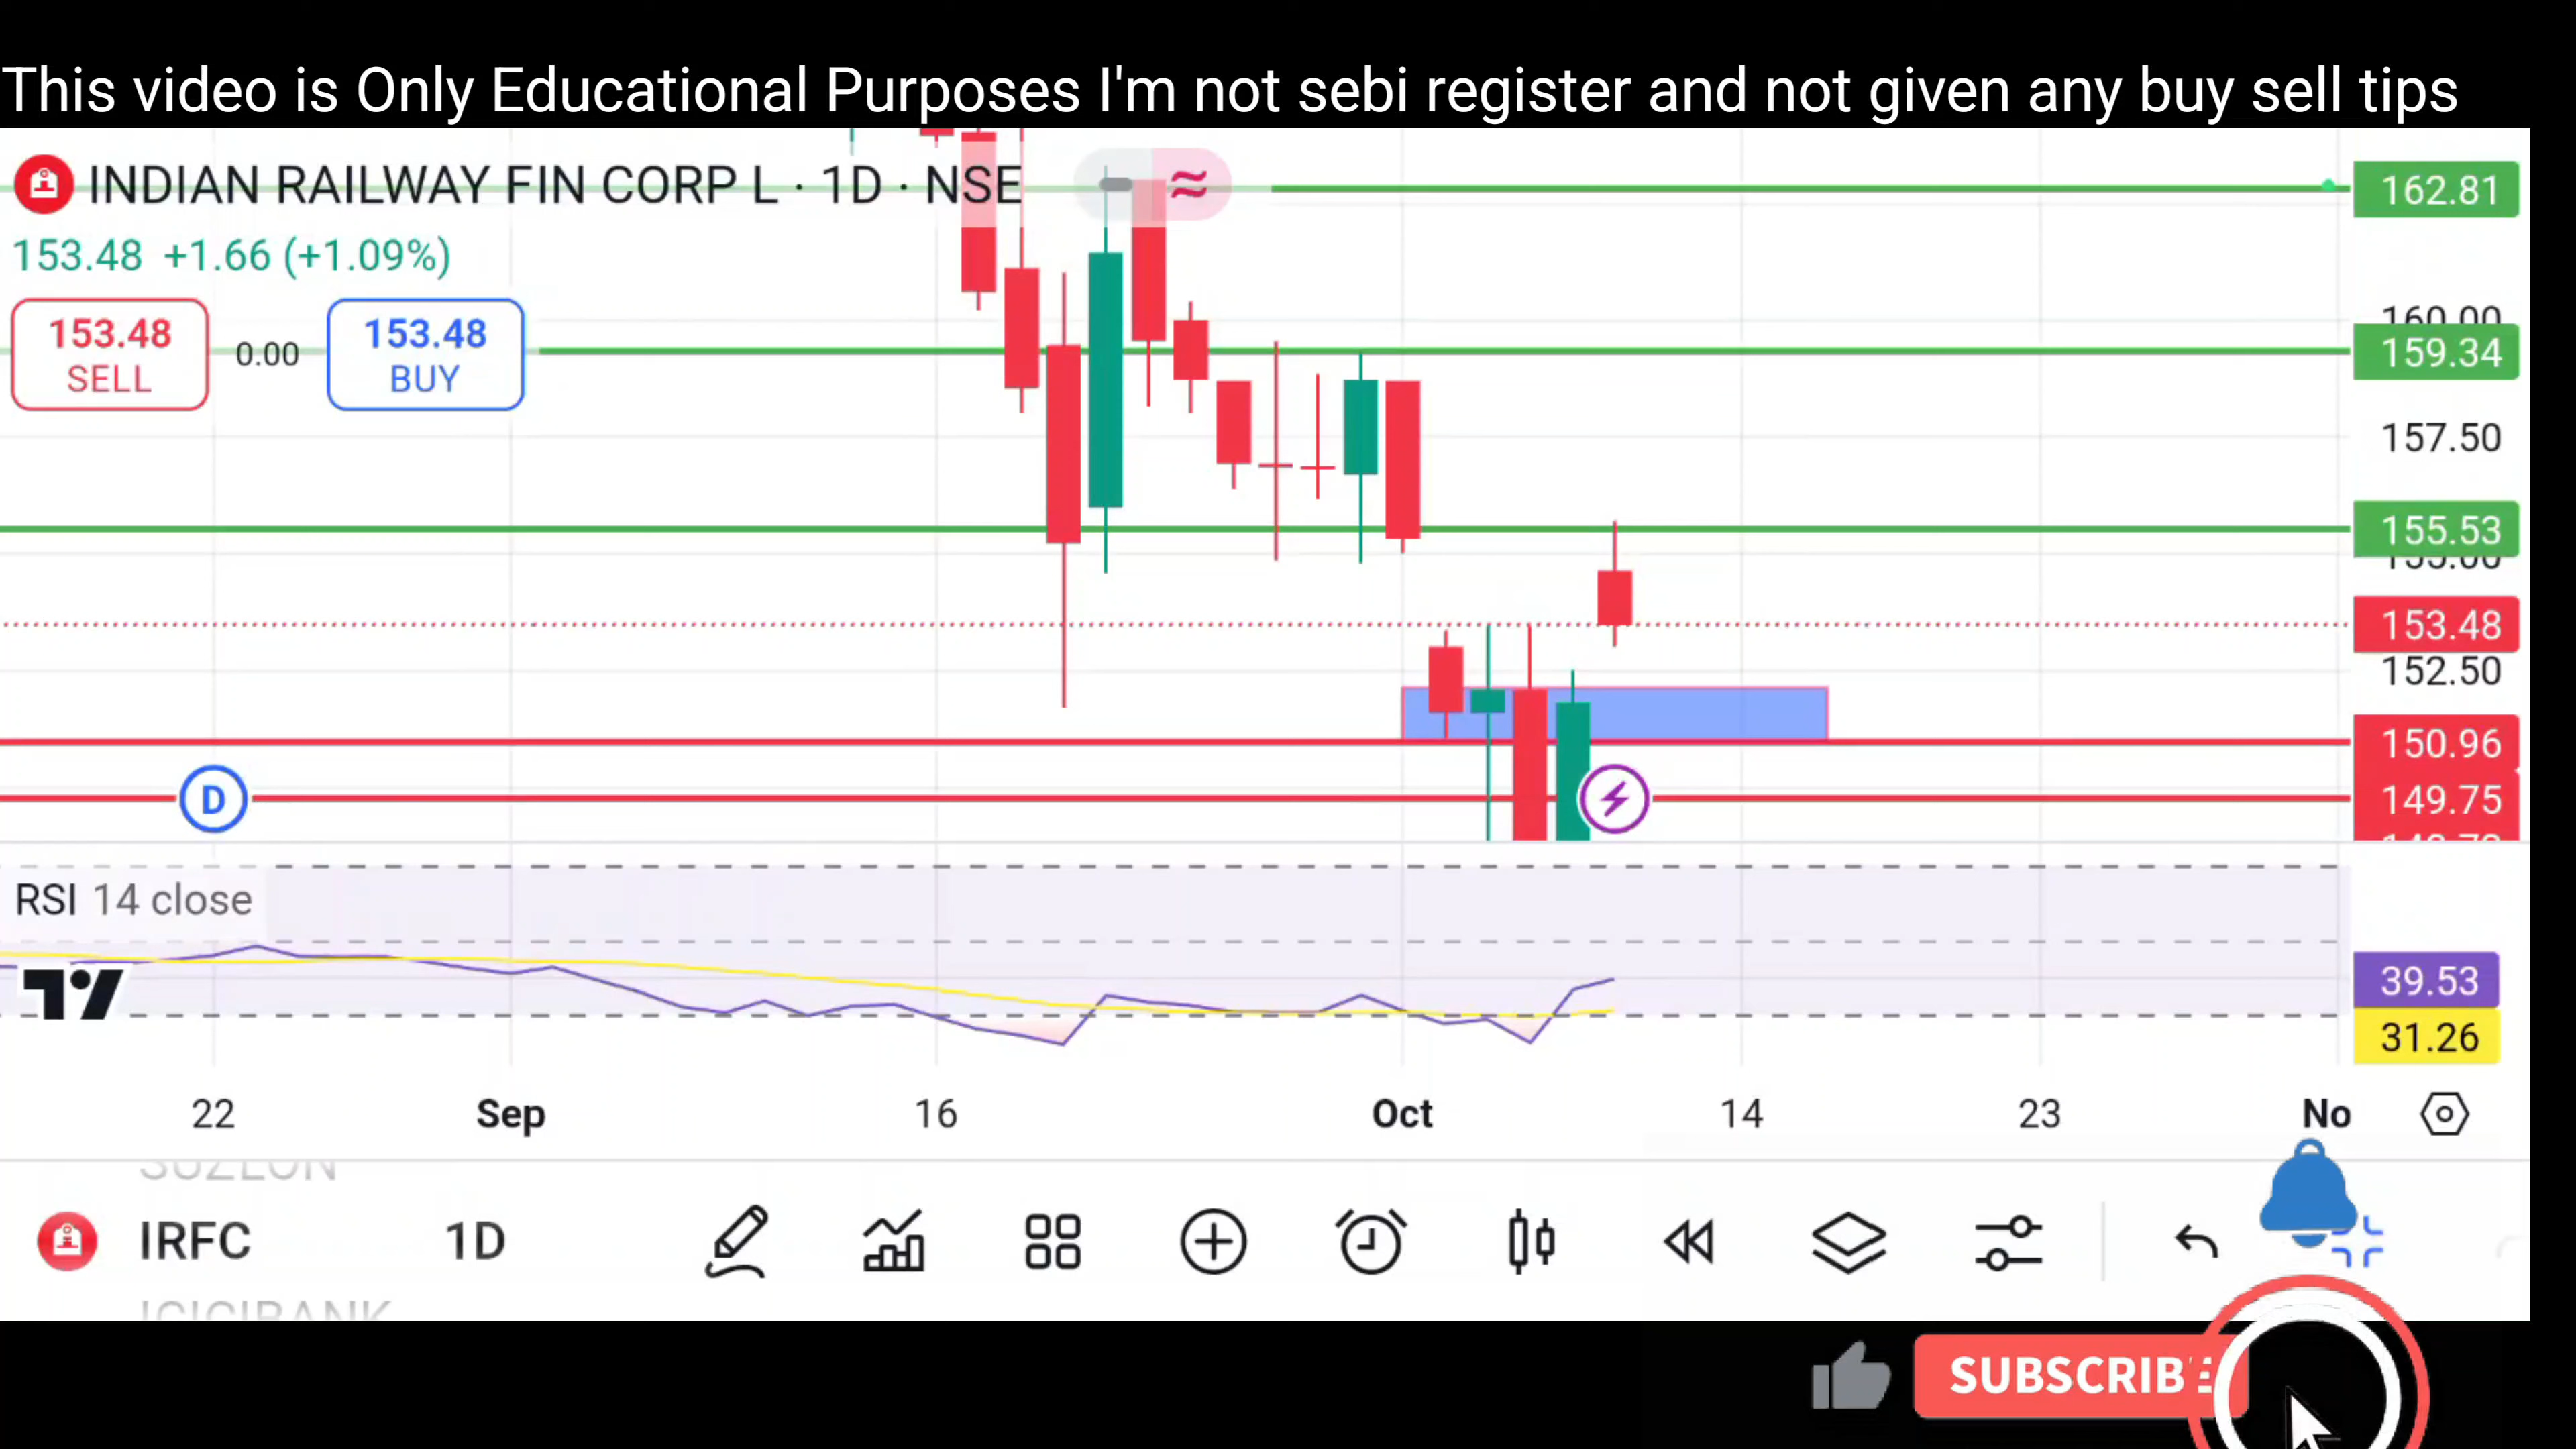 This video is Only Educational Purposes I'm not sebi register and not given any buy sell tips
INDIAN RAILWAY FIN CORP L · 1D · NSE
162.81
153.48 +1.66 (+1.09%)
153.48
SELL
0.00
153.48
BUY
160.00
159.34
157.50
155.53
153.48
152.50
150.96
D
149.75
RSI 14 close
39.53
31.26
22
Sep
16
Oct
14
23
No
SUZLON
IRFC
1D
ICICIBANK
SUBSCRIBE